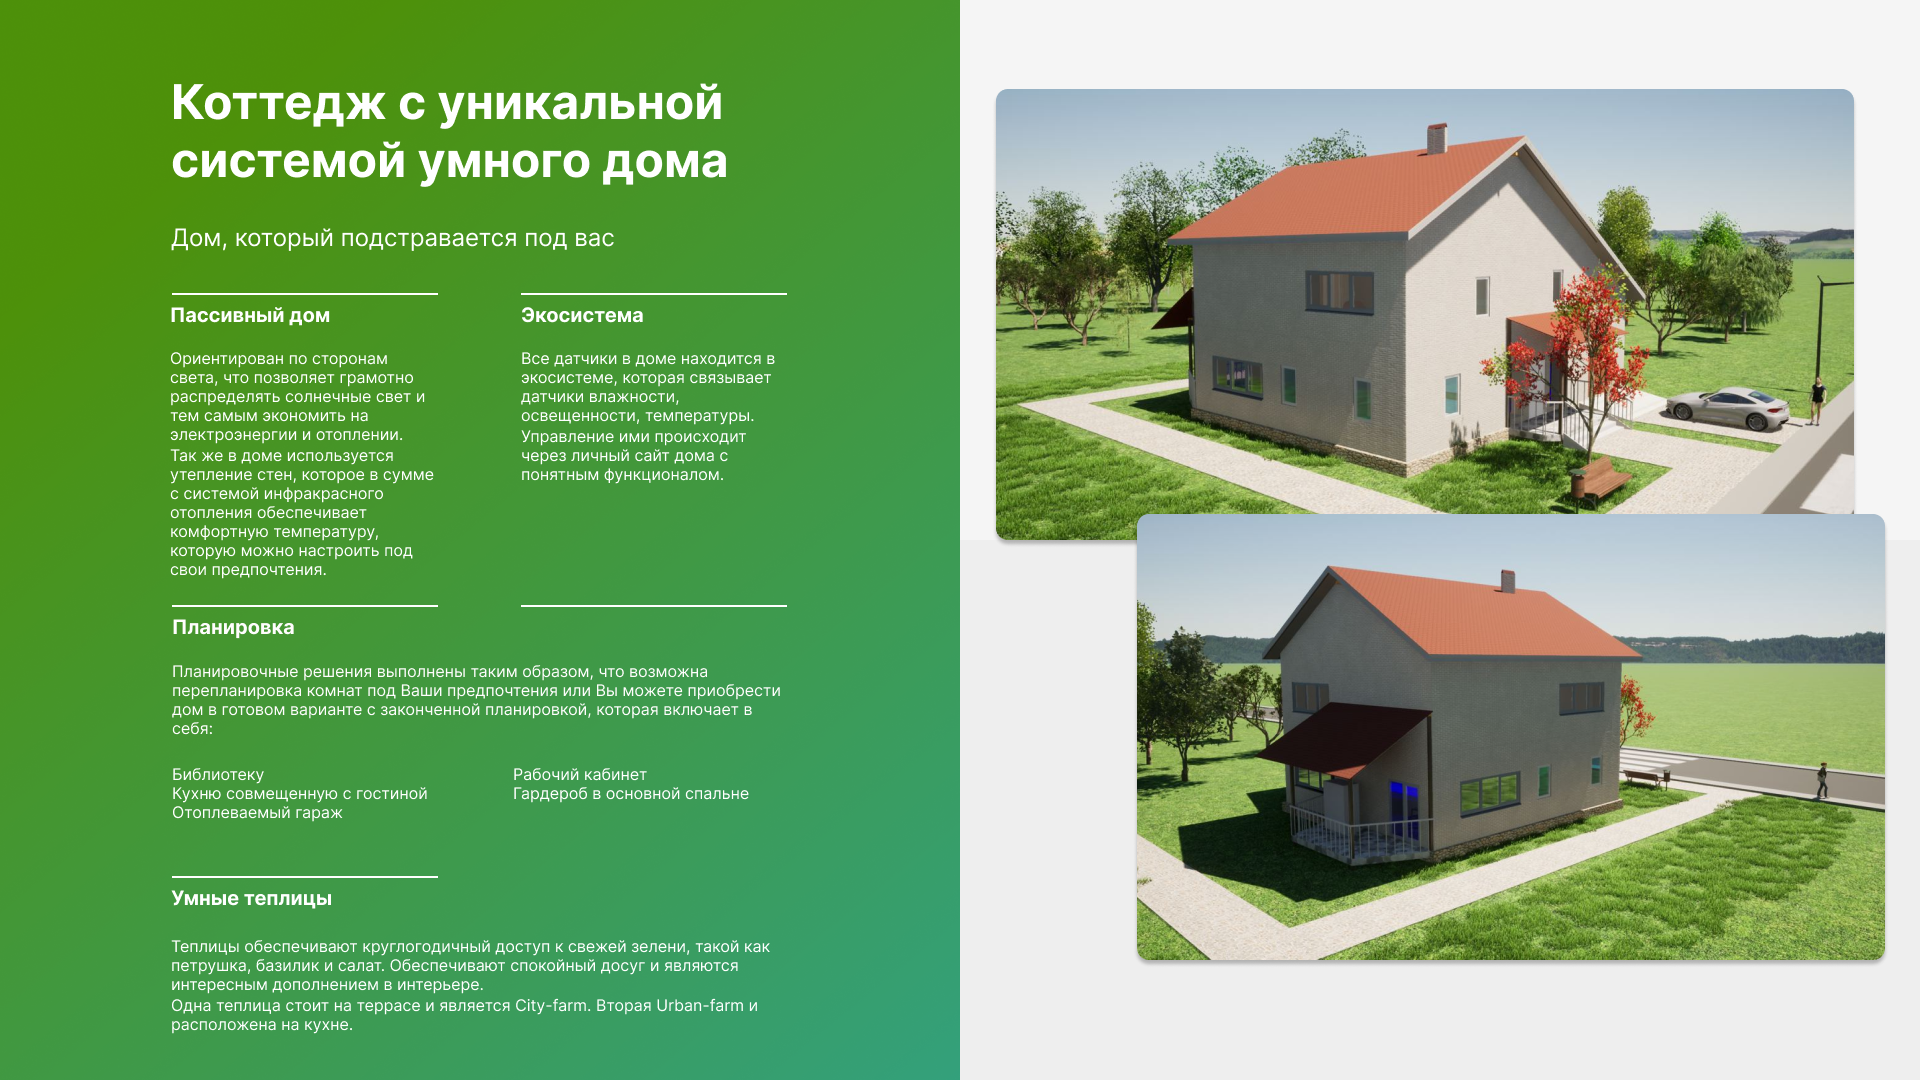 Коттедж с уникальной
системой умного дома
Дом, который подстравается под вас
Пассивный дом
Ориентирован по сторонам
света, что позволяет грамотно
распределять солнечные свет и
тем самым экономить на
электроэнергии и отоплении.
Так же в доме используется
утепление стен, которое в сумме
с системой инфракрасного
отопления обеспечивает
комфортную температуру,
которую можно настроить под
свои предпочтения.
Экосистема
Все датчики в доме находится в
экосистеме, которая связывает
датчики влажности,
освещенности, температуры.
Управление ими происходит
через личный сайт дома с
понятным функционалом.
Планировка
Планировочные решения выполнены таким образом, что возможна
перепланировка комнат под Ваши предпочтения или Вы можете приобрести
дом в готовом варианте с законченной планировкой, которая включает в
себя:
Библиотеку
Кухню совмещенную с гостиной
Отоплеваемый гараж
Рабочий кабинет
Гардероб в основной спальне
Умные теплицы
Теплицы обеспечивают круглогодичный доступ к свежей зелени, такой как
петрушка, базилик и салат. Обеспечивают спокойный досуг и являются
интересным дополнением в интерьере.
Одна теплица стоит на террасе и является City-farm. Вторая Urban-farm и
расположена на кухне.